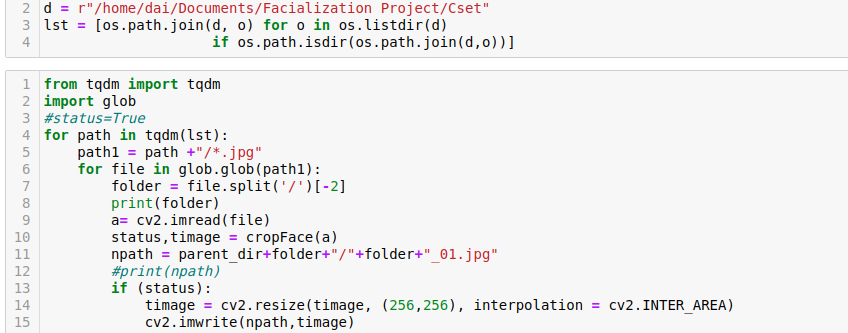 2 d = r"/home/dai/Documents/Facialization Project/Cset"
3 lst = [os.path.join(d, o) for o in os.listdir(d)
4                     if os.path.isdir(os.path.join(d,o))]
1 from tqdm import tqdm
2 import glob
3 #status=True
4 for path in tqdm(lst):
5     path1 = path +"/*.jpg"
6     for file in glob.glob(path1):
7         folder = file.split('/')[-2]
8         print(folder)
9         a= cv2.imread(file)
10         status,timage = cropFace(a)
11         npath = parent_dir+folder+"/"+folder+"_01.jpg"
12         #print(npath)
13         if (status):
14             timage = cv2.resize(timage, (256,256), interpolation = cv2.INTER_AREA)
15             cv2.imwrite(npath,timage)